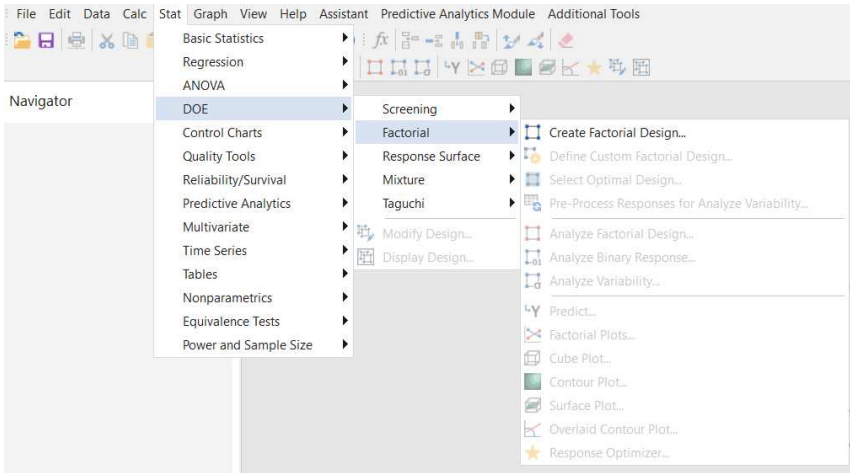 File Edit Data Calc Stat Graph View Help Assistant Predictive Analytics Module Additional Tools
Navigator
Basic Statistics
Regression
ANOVA
DOE
Control Charts
Quality Tools
Reliability/Survival
Predictive Analytics
Multivariate
Time Series
Tables
Nonparametrics
Equivalence Tests
Power and Sample Size
Screening
Factorial
Response Surface
Mixture
Taguchi
Modify Design...
Display Design...
Create Factorial Design...
Define Custom Factorial Design...
Select Optimal Design...
Pre-Process Responses for Analyze Variability...
Analyze Factorial Design...
Analyze Binary Response...
Analyze Variability...
Predict...
Factorial Plots...
Cube Plot...
Contour Plot...
Surface Plot...
Overlaid Contour Plot...
Response Optimizer...